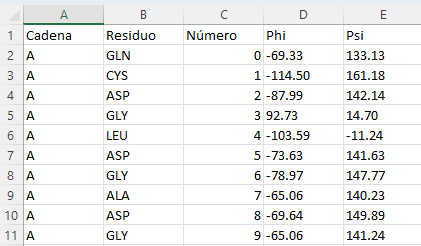 A B C D E
1 Cadena Residuo Número Phi Psi
2 A GLN 0 -69.33 133.13
3 A CYS 1 -114.50 161.18
4 A ASP 2 -87.99 142.14
5 A GLY 3 92.73 14.70
6 A LEU 4 -103.59 -11.24
7 A ASP 5 -73.63 141.63
8 A GLY 6 -78.97 147.77
9 A ALA 7 -65.06 140.23
10 A ASP 8 -69.64 149.89
11 A GLY 9 -65.06 141.24